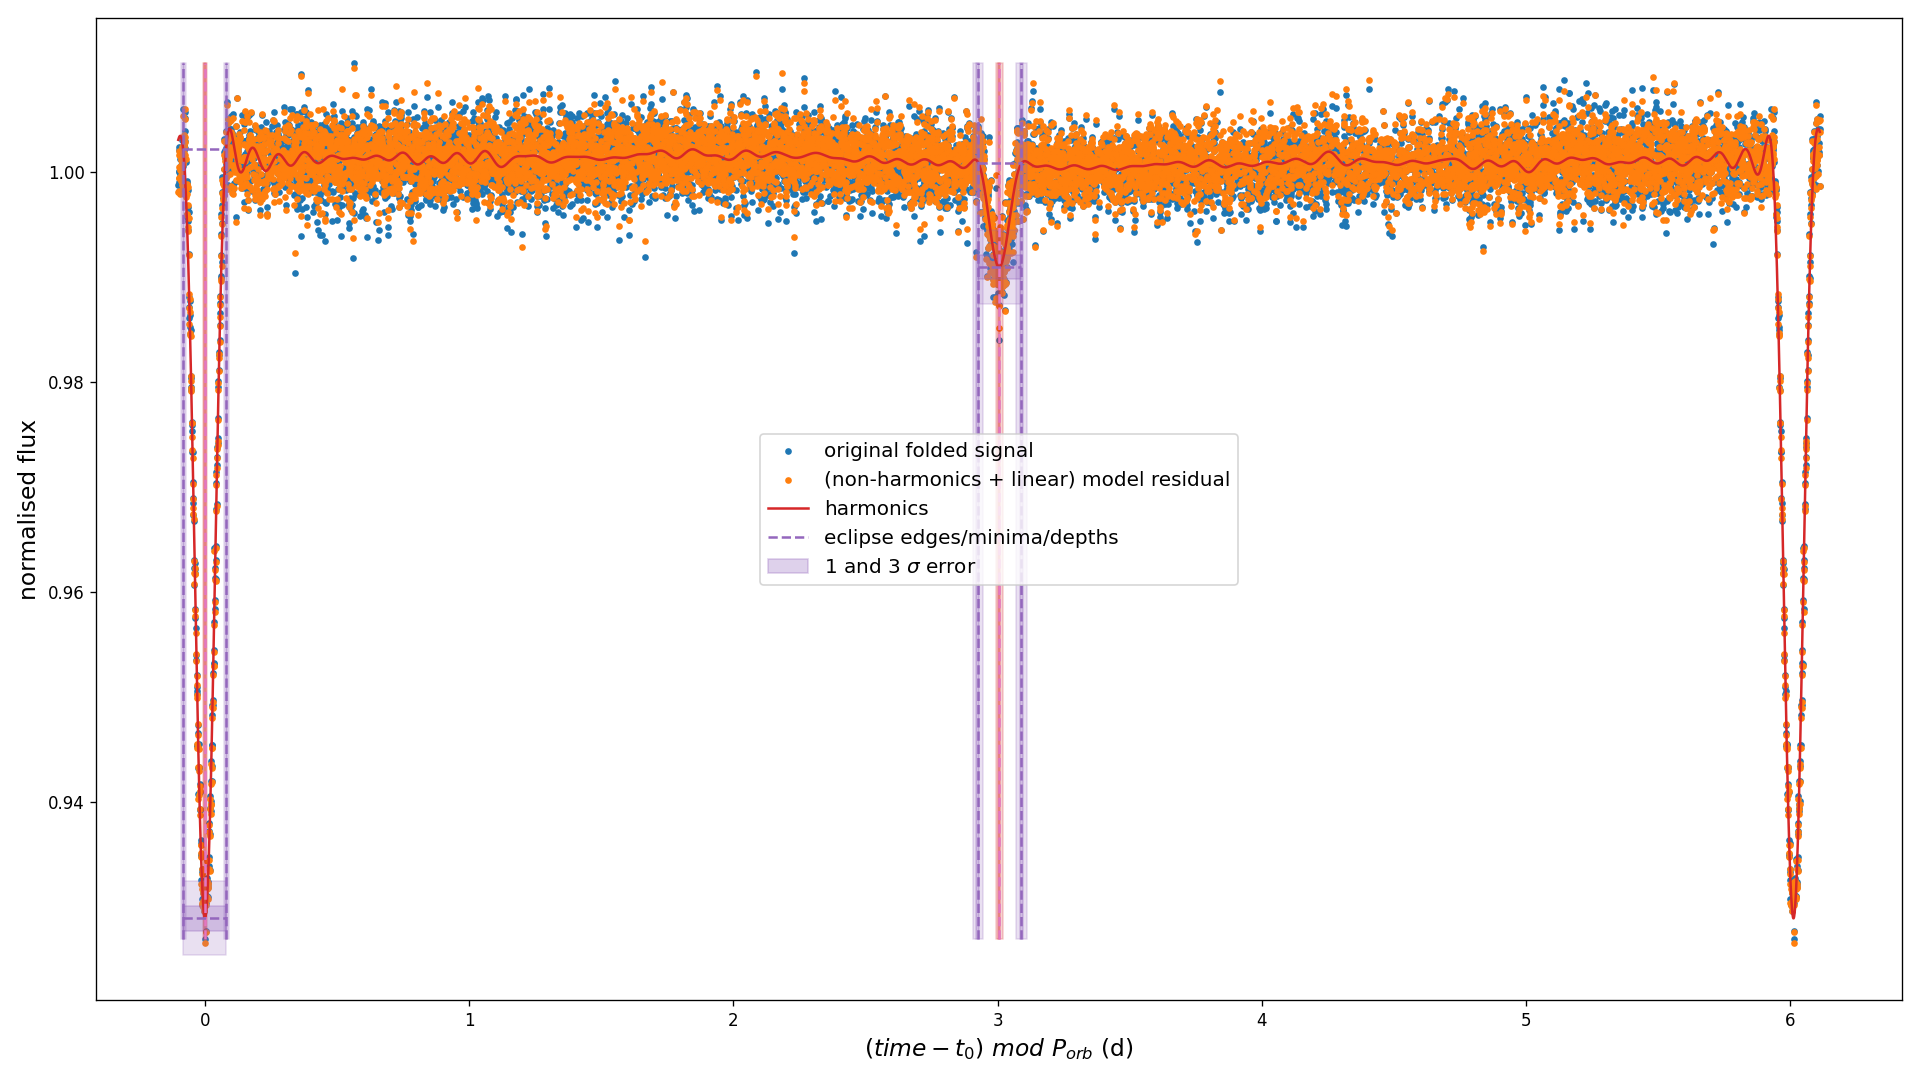 normalised flux
1.00
0.98
0.96
0.94
original folded signal
(non-harmonics + linear) model residual
harmonics
eclipse edges/minima/depths
1 and 3 σ error
0 1 2 3 4 5 6
(time − t₀) mod Pₒᵣb (d)